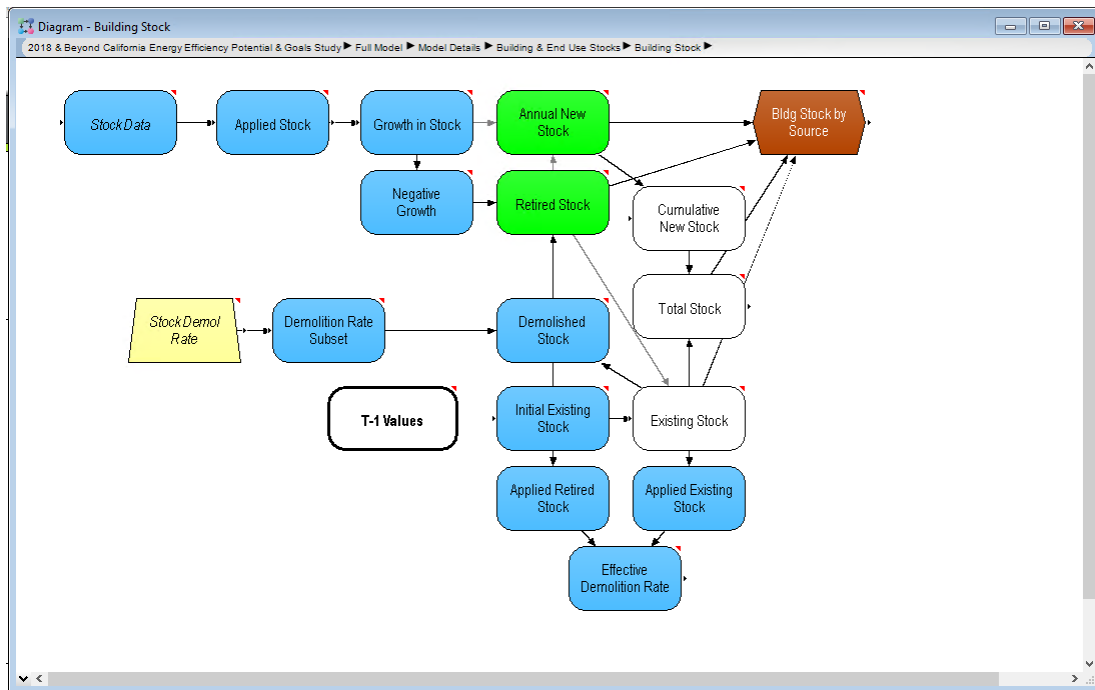 Diagram - Building Stock
2018 & Beyond California Energy Efficiency Potential & Goals Study ▶ Full Model ▶ Model Details ▶ Building & End Use Stocks ▶ Building Stock ▶
Stock Data
Applied Stock
Growth in Stock
Annual New
Stock
Bldg Stock by
Source
Negative
Growth
Retired Stock
Cumulative
New Stock
Total Stock
Stock Demol
Rate
Demolition Rate
Subset
Demolished
Stock
T-1 Values
Initial Existing
Stock
Existing Stock
Applied Retired
Stock
Applied Existing
Stock
Effective
Demolition Rate